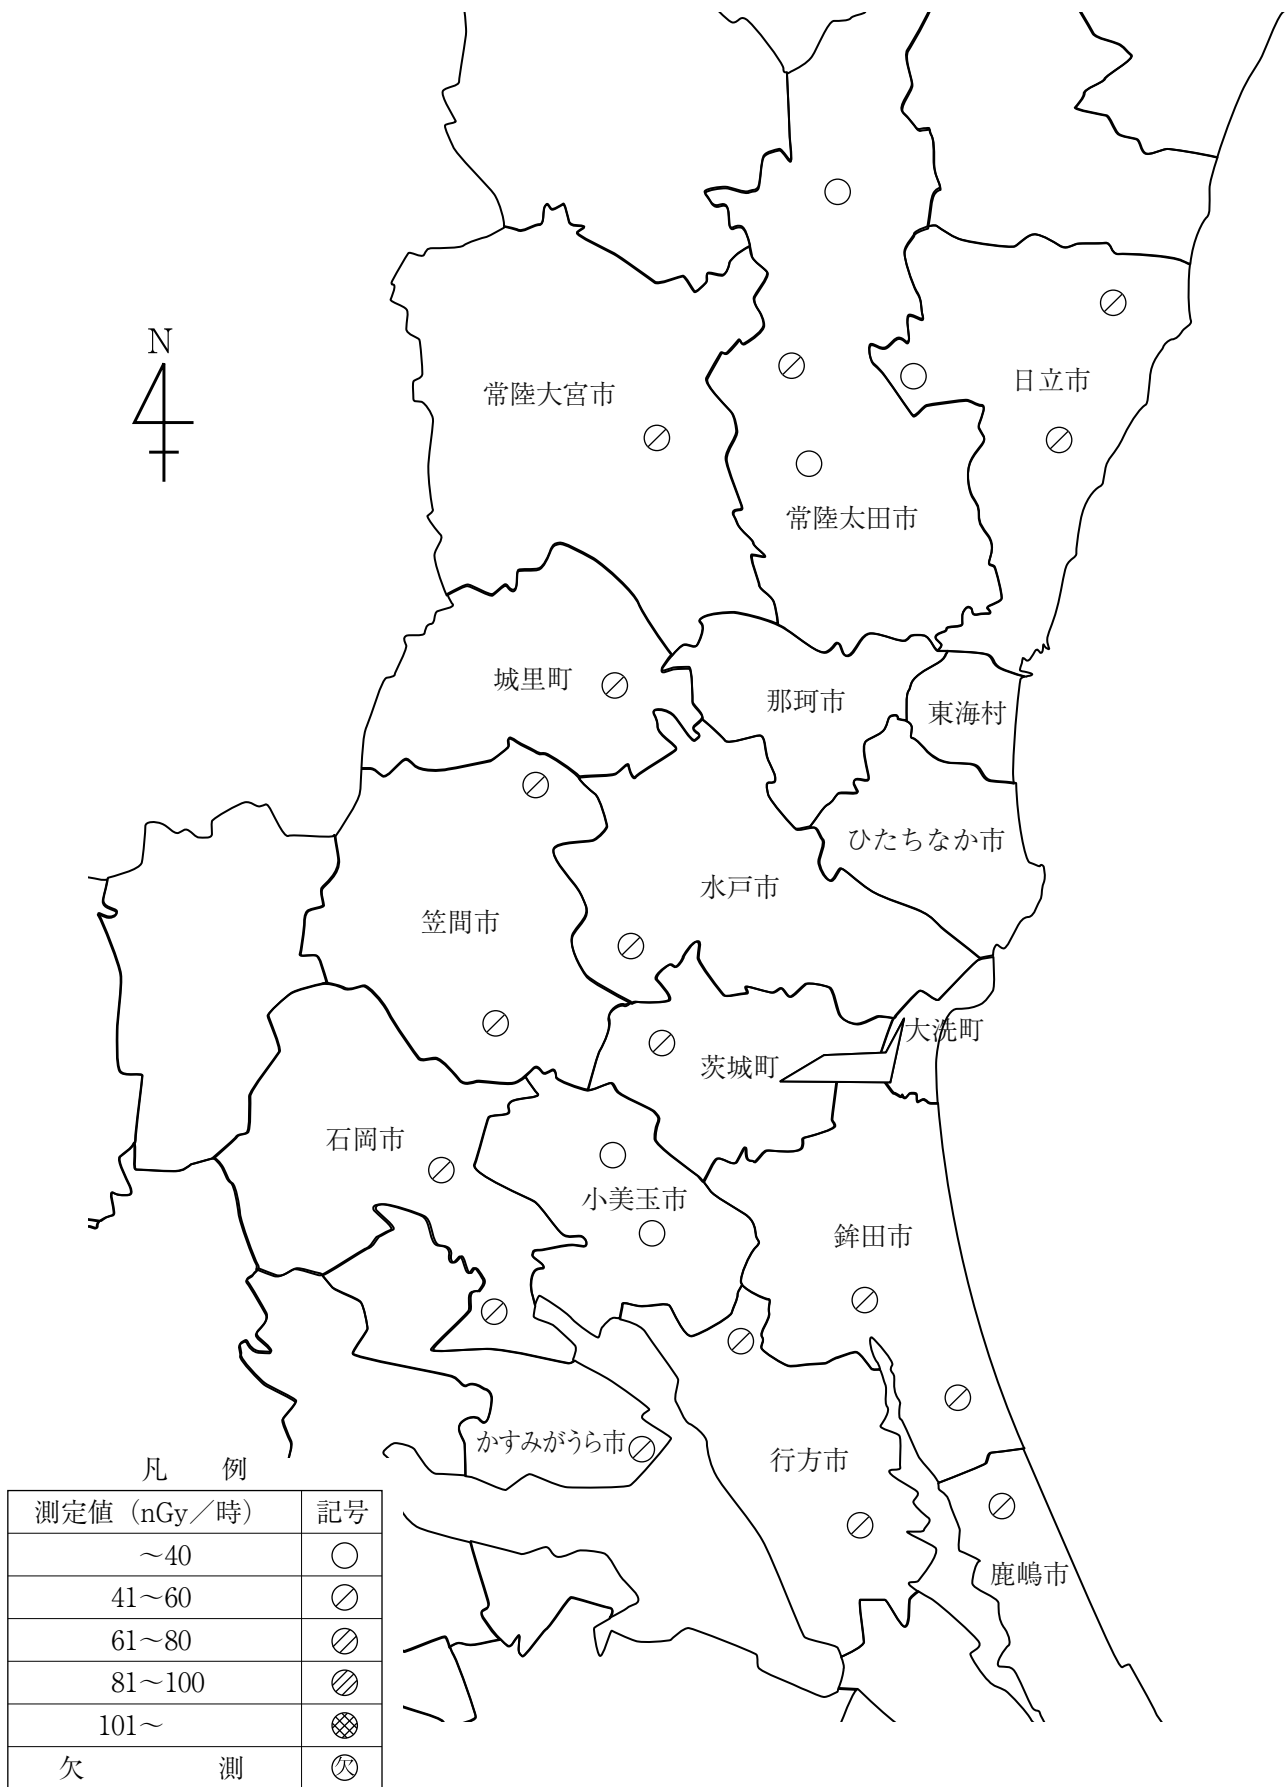 N
常陸大宮市
日立市
常陸太田市
城里町
那珂市
東海村
ひたちなか市
水戸市
笠間市
大洗町
茨城町
石岡市
小美玉市
鉾田市
かすみがうら市
行方市
鹿嶋市
凡 例
測定値（nGy／時） 記号
～40
41～60
61～80
81～100
101～
欠 測 欠